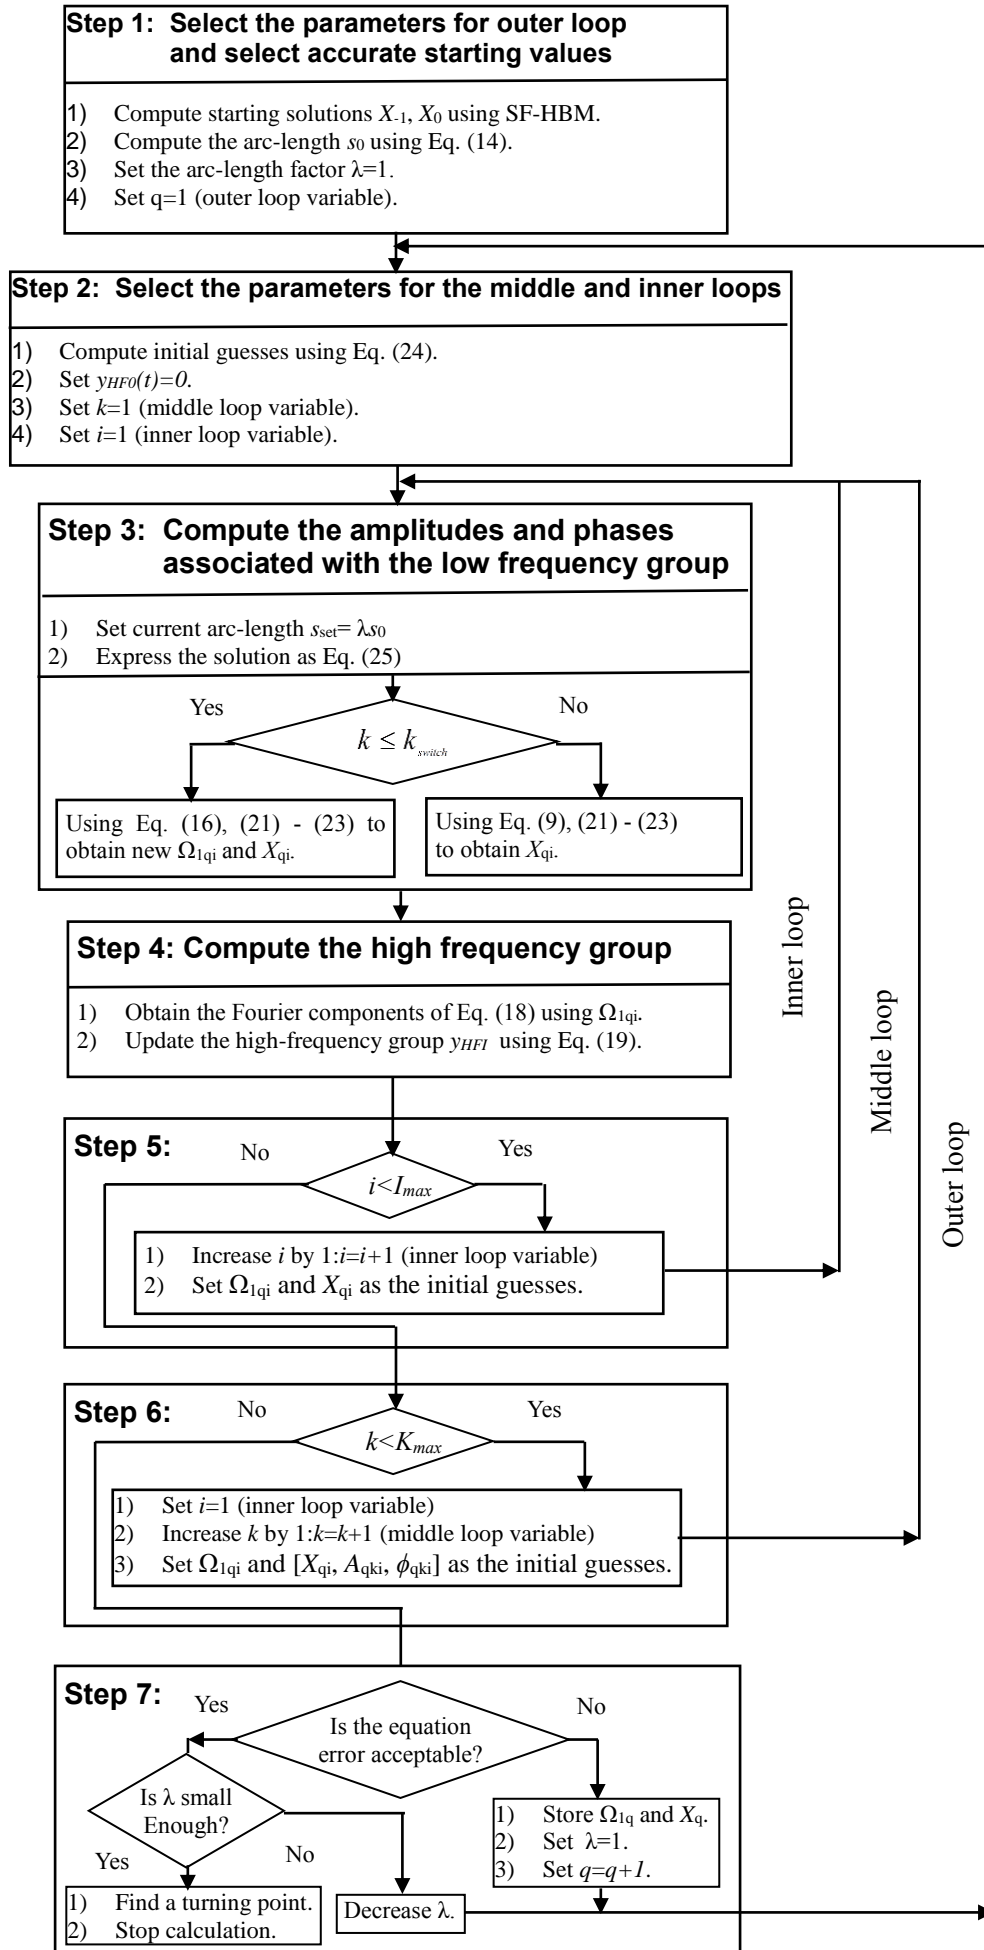 Step 1: Select the parameters for outer loop
and select accurate starting values
1) Compute starting solutions X-1, X0 using SF-HBM.
2) Compute the arc-length s0 using Eq. (14).
3) Set the arc-length factor λ=1.
4) Set q=1 (outer loop variable).
Step 2: Select the parameters for the middle and inner loops
1) Compute initial guesses using Eq. (24).
2) Set yHF0(t)=0.
3) Set k=1 (middle loop variable).
4) Set i=1 (inner loop variable).
Step 3: Compute the amplitudes and phases
associated with the low frequency group
1) Set current arc-length sset= λs0
2) Express the solution as Eq. (25)
Yes
No
k ≤ kswitch
Using Eq. (16), (21) - (23) to
obtain new Ω1qi and Xqi.
Using Eq. (9), (21) - (23)
to obtain Xqi.
Step 4: Compute the high frequency group
1) Obtain the Fourier components of Eq. (18) using Ω1qi.
2) Update the high-frequency group yHFI using Eq. (19).
Inner loop
Middle loop
Outer loop
Step 5:
No
Yes
i<Imax
1) Increase i by 1:i=i+1 (inner loop variable)
2) Set Ω1qi and Xqi as the initial guesses.
Step 6:
No
Yes
k<Kmax
1) Set i=1 (inner loop variable)
2) Increase k by 1:k=k+1 (middle loop variable)
3) Set Ω1qi and [Xqi, Aqki, ϕqki] as the initial guesses.
Step 7:
Yes
No
Is the equation
error acceptable?
Is λ small
Enough?
Yes
No
1) Store Ω1q and Xq.
2) Set λ=1.
3) Set q=q+1.
1) Find a turning point.
2) Stop calculation.
Decrease λ.